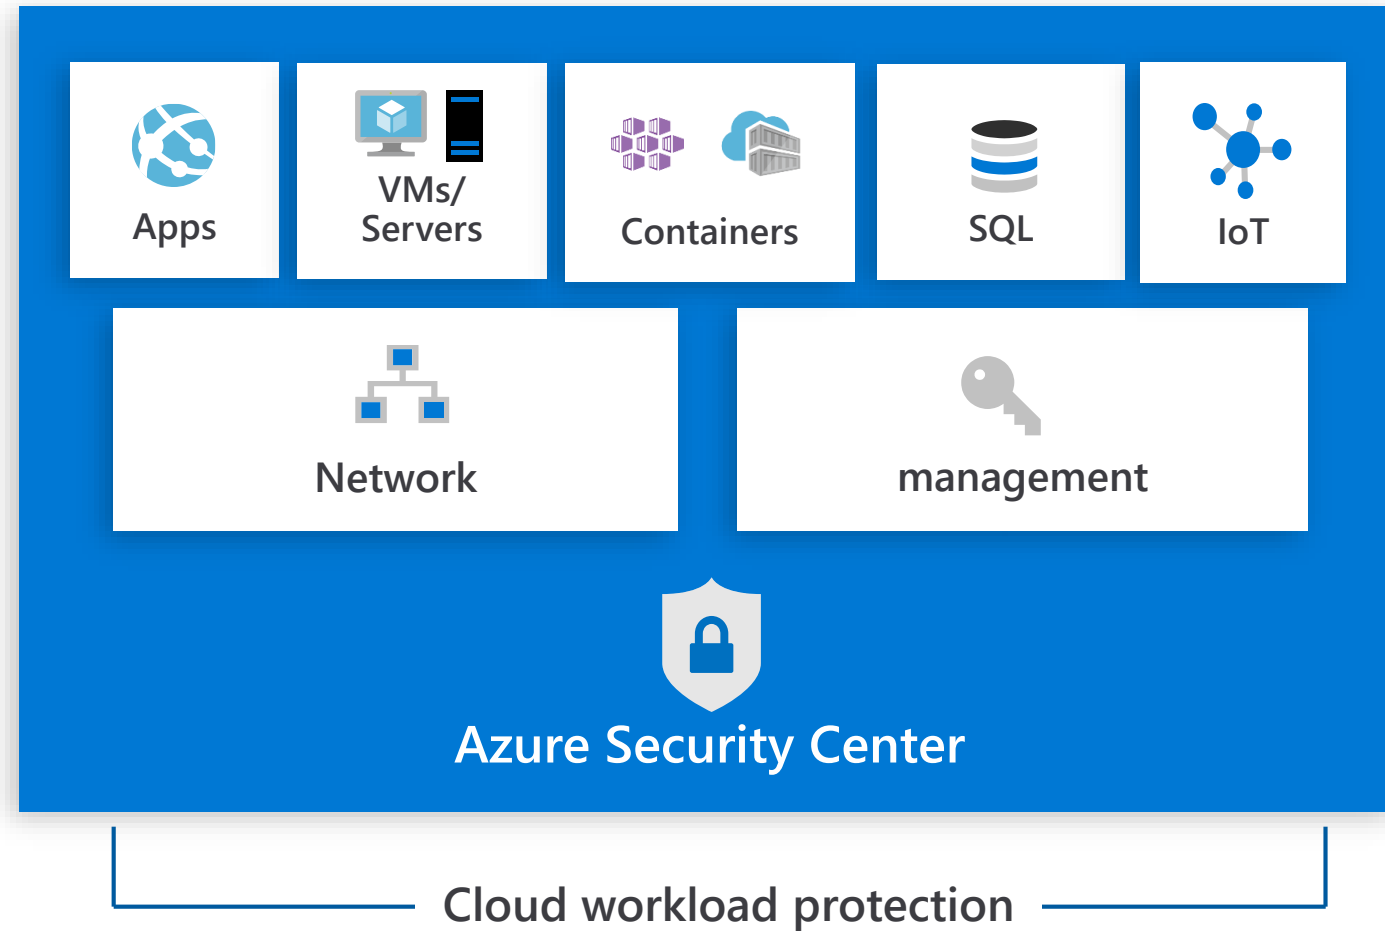 Apps
VMs/
Servers
Containers
SQL
IoT
Network
management
Azure Security Center
Cloud workload protection